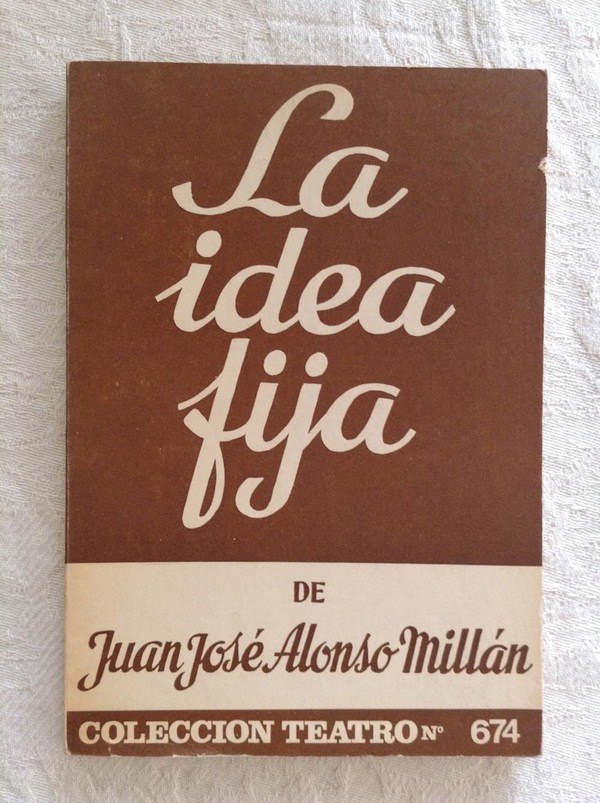 La
idea
fija
DE
Juan José Alonso Millán
COLECCION TEATRO Nº 674